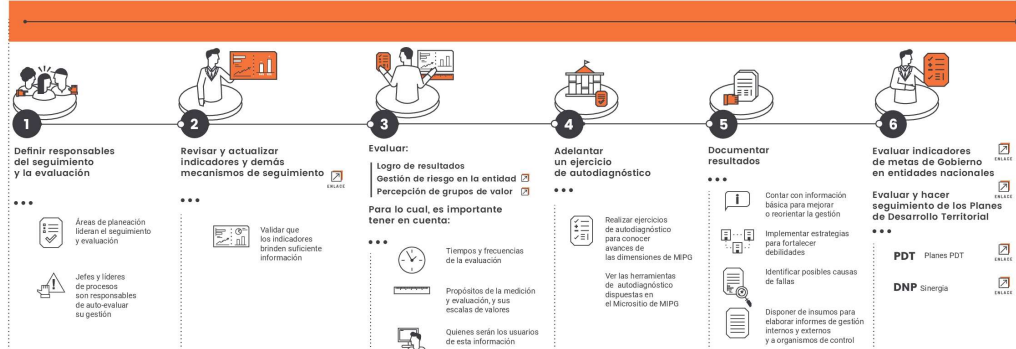 1
Definir responsables
del seguimiento
y la evaluación
Áreas de planeación
lideran el seguimiento
y evaluación
Jefes y líderes
de procesos
son responsables
de auto-evaluar
su gestión
2
Revisar y actualizar
indicadores y demás
mecanismos de seguimiento
ENLACE
Validar que
los indicadores
brinden suficiente
información
3
Evaluar:
Logro de resultados
Gestión de riesgo en la entidad
Percepción de grupos de valor
Para lo cual, es importante
tener en cuenta:
Tiempos y frecuencias
de la evaluación
Propósitos de la medición
y evaluación, y sus
escalas de valores
Quienes serán los usuarios
de esta información
4
Adelantar
un ejercicio
de autodiagnóstico
Realizar ejercicios
de autodiagnóstico
para conocer
avances de
las dimensiones de MIPG
Ver las herramientas
de autodiagnóstico
dispuestas en
el Micrositio de MIPG
5
Documentar
resultados
Contar con información
básica para mejorar
o reorientar la gestión
Implementar estrategias
para fortalecer
debilidades
Identificar posibles causas
de fallas
Disponer de insumos para
elaborar informes de gestión
internos y externos
y a organismos de control
6
Evaluar indicadores
de metas de Gobierno
en entidades nacionales
ENLACE
Evaluar y hacer
seguimiento de los Planes
de Desarrollo Territorial
ENLACE
PDT Planes PDT
ENLACE
DNP Sinergia
ENLACE